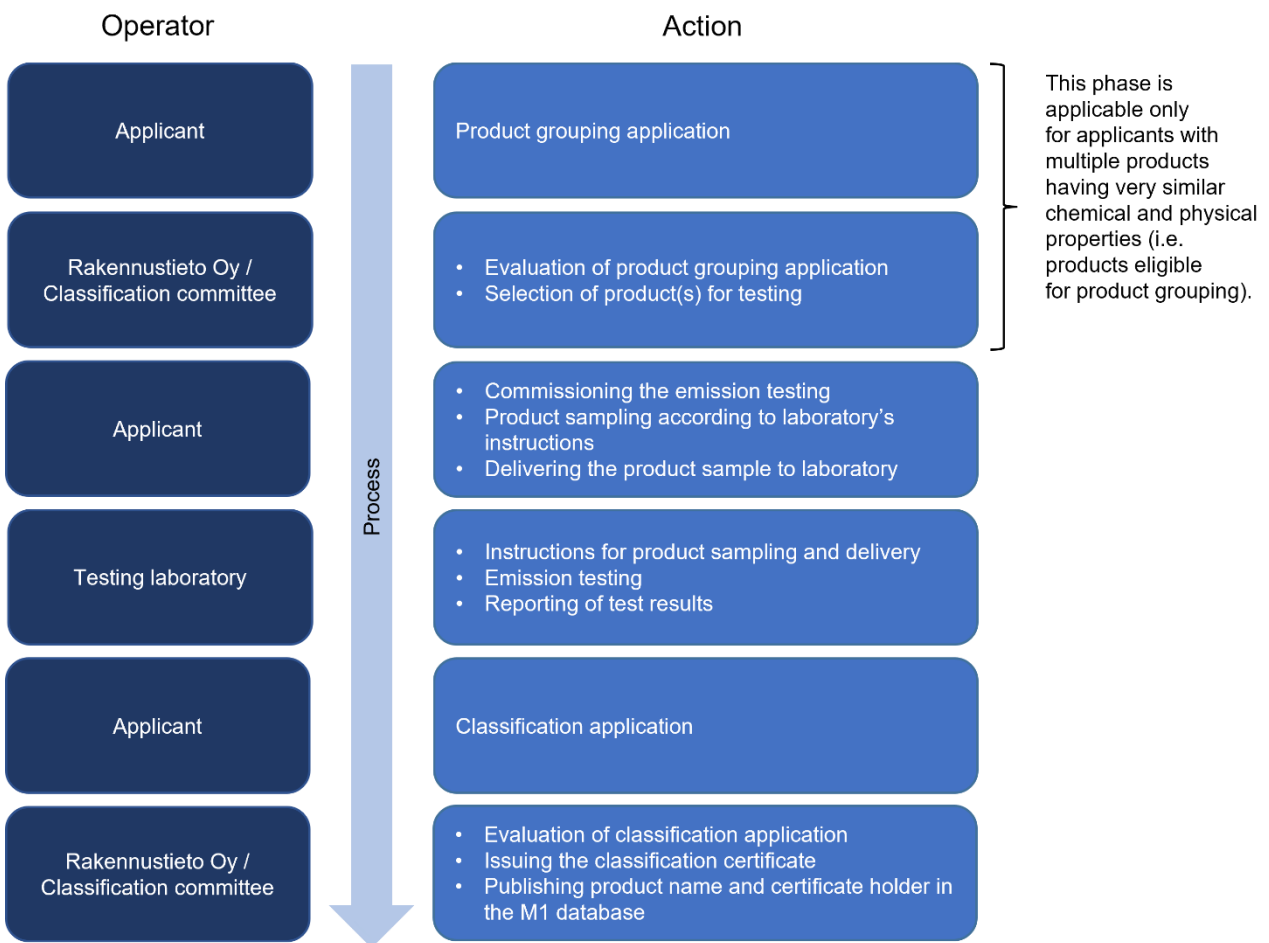 Operator
Action
Applicant
Product grouping application
This phase is
applicable only
for applicants with
multiple products
having very similar
chemical and physical
properties (i.e.
products eligible
for product grouping).
Rakennustieto Oy /
Classification committee
• Evaluation of product grouping application
• Selection of product(s) for testing
Process
Applicant
• Commissioning the emission testing
• Product sampling according to laboratory’s
instructions
• Delivering the product sample to laboratory
Testing laboratory
• Instructions for product sampling and delivery
• Emission testing
• Reporting of test results
Applicant
Classification application
Rakennustieto Oy /
Classification committee
• Evaluation of classification application
• Issuing the classification certificate
• Publishing product name and certificate holder in
the M1 database